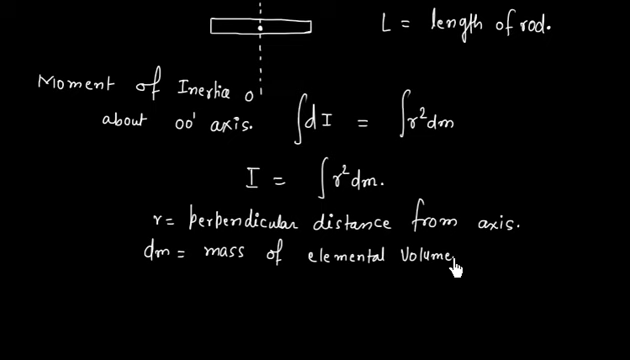 L = length of rod.
Moment of Inertia O
about OO' axis. ∫dI = ∫r²dm
I = ∫r²dm.
r = perpendicular distance from axis.
dm = mass of elemental volume